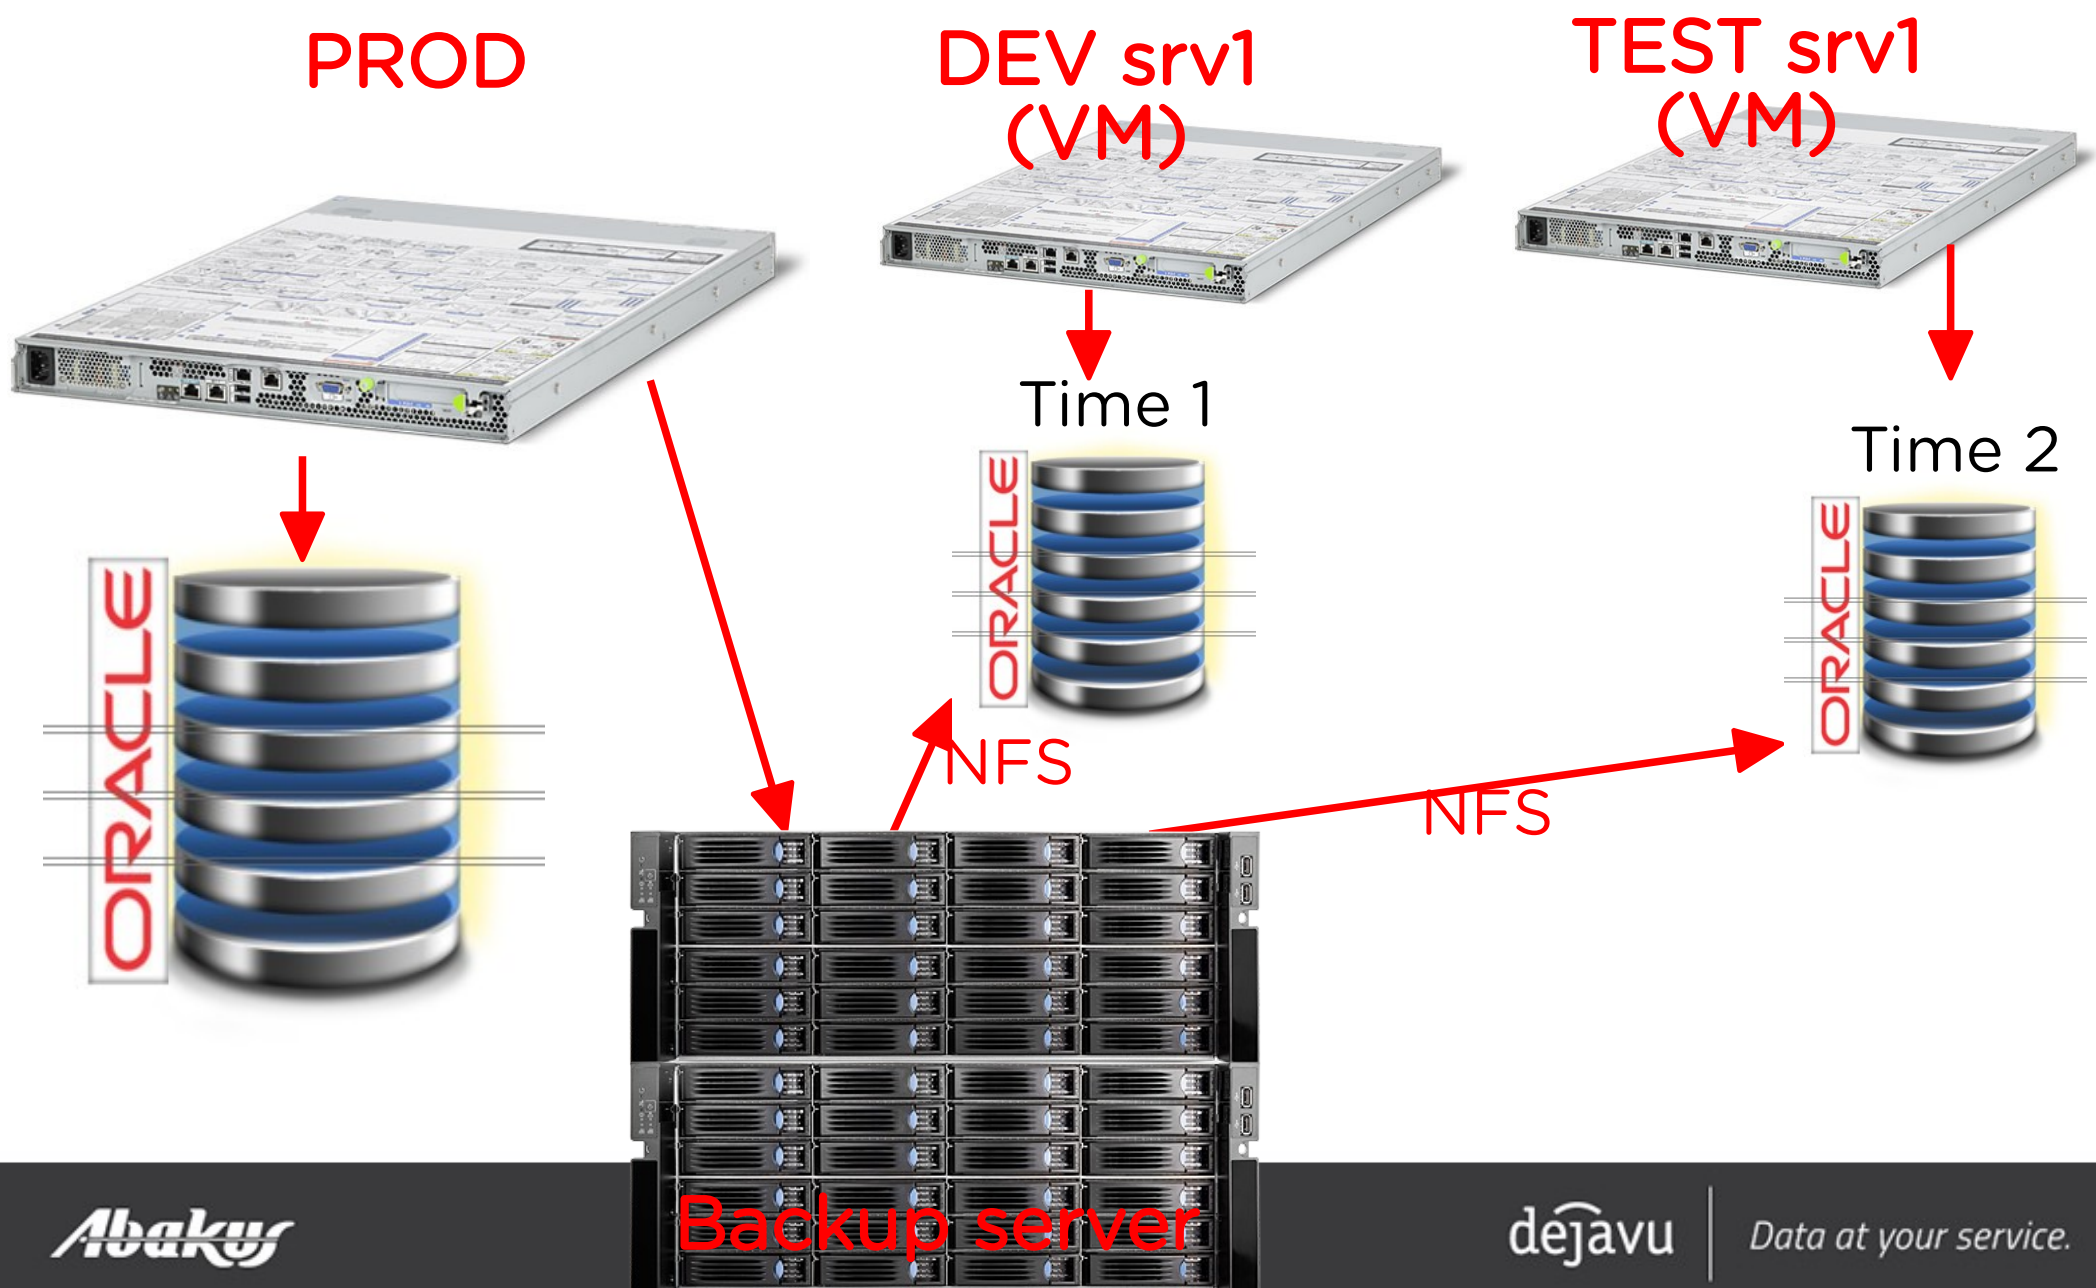 PROD
DEV srv1
(VM)
TEST srv1
(VM)
Time 1
Time 2
ORACLE
ORACLE
ORACLE
NFS
NFS
Backup server
Abakus
dejavu
Data at your service.